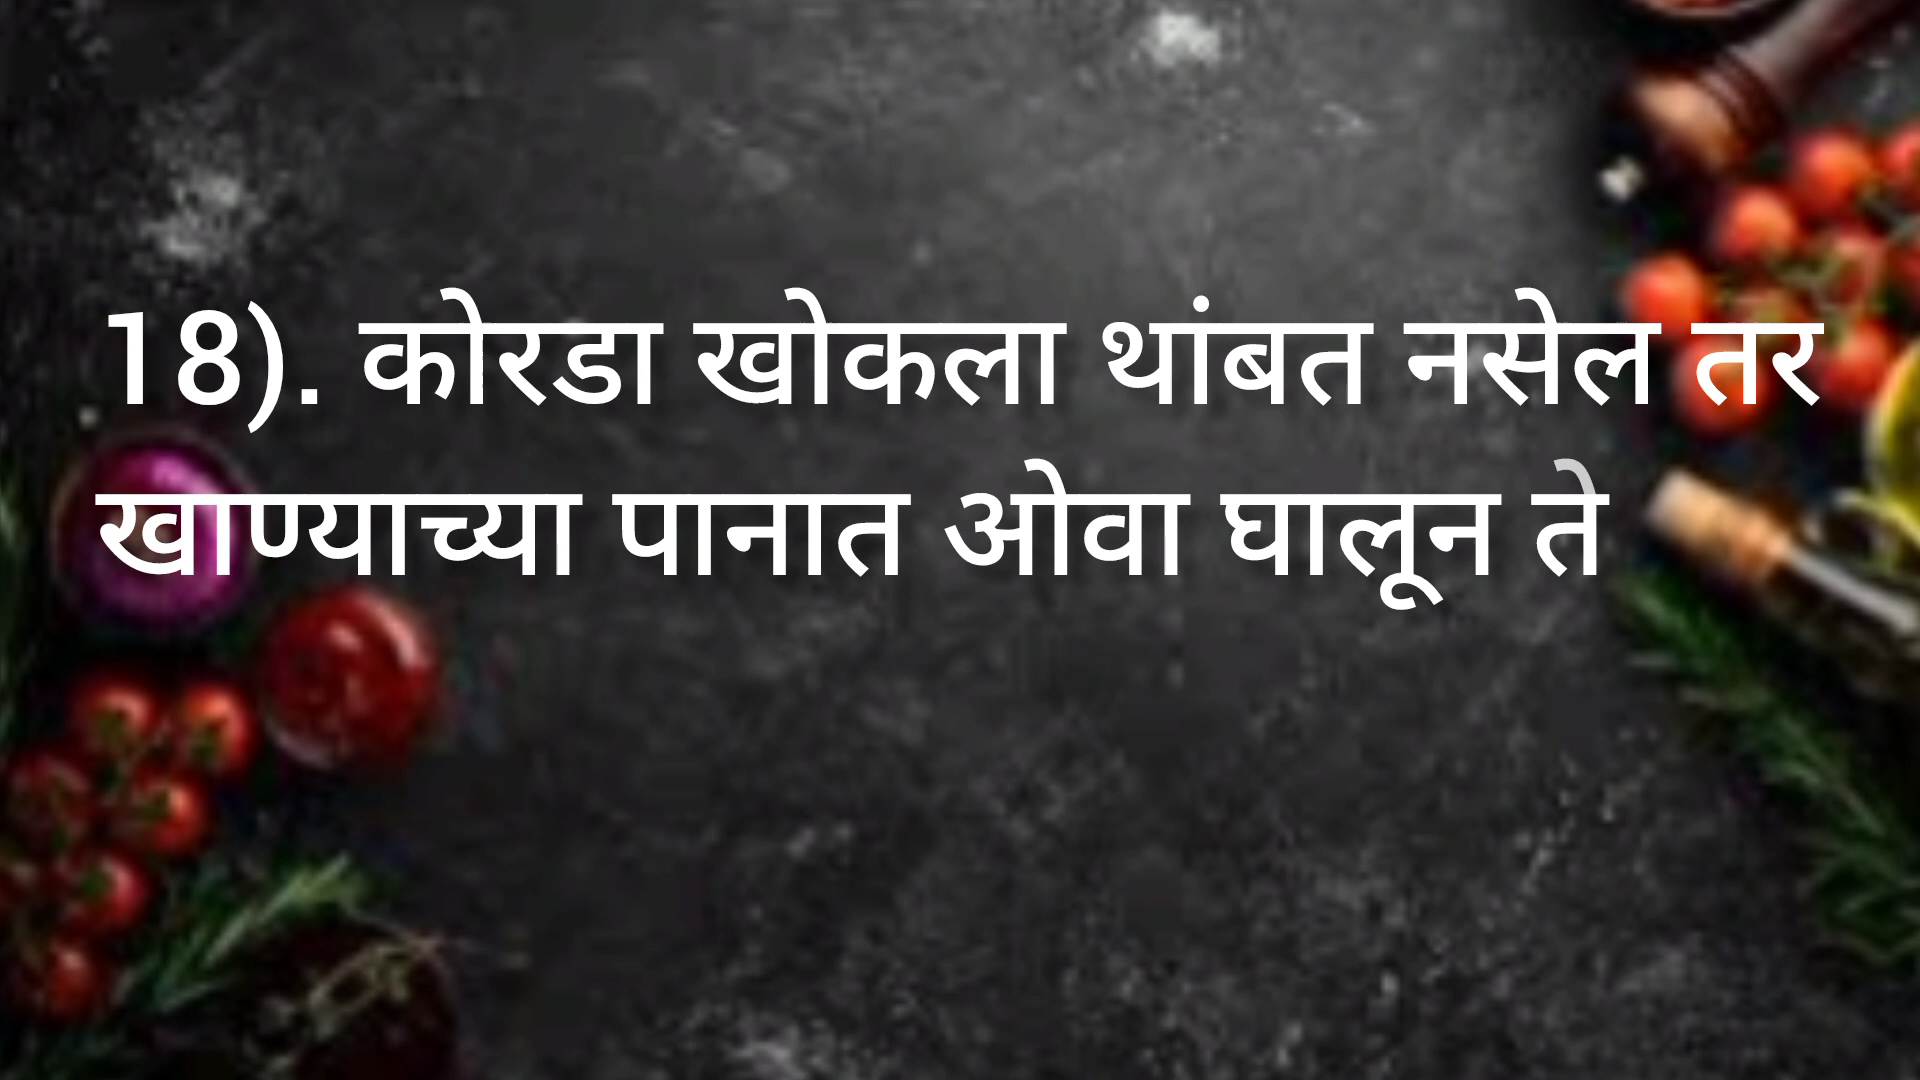 18). कोरडा खोकला थांबत नसेल तर
खाण्याच्या पानात ओवा घालून ते